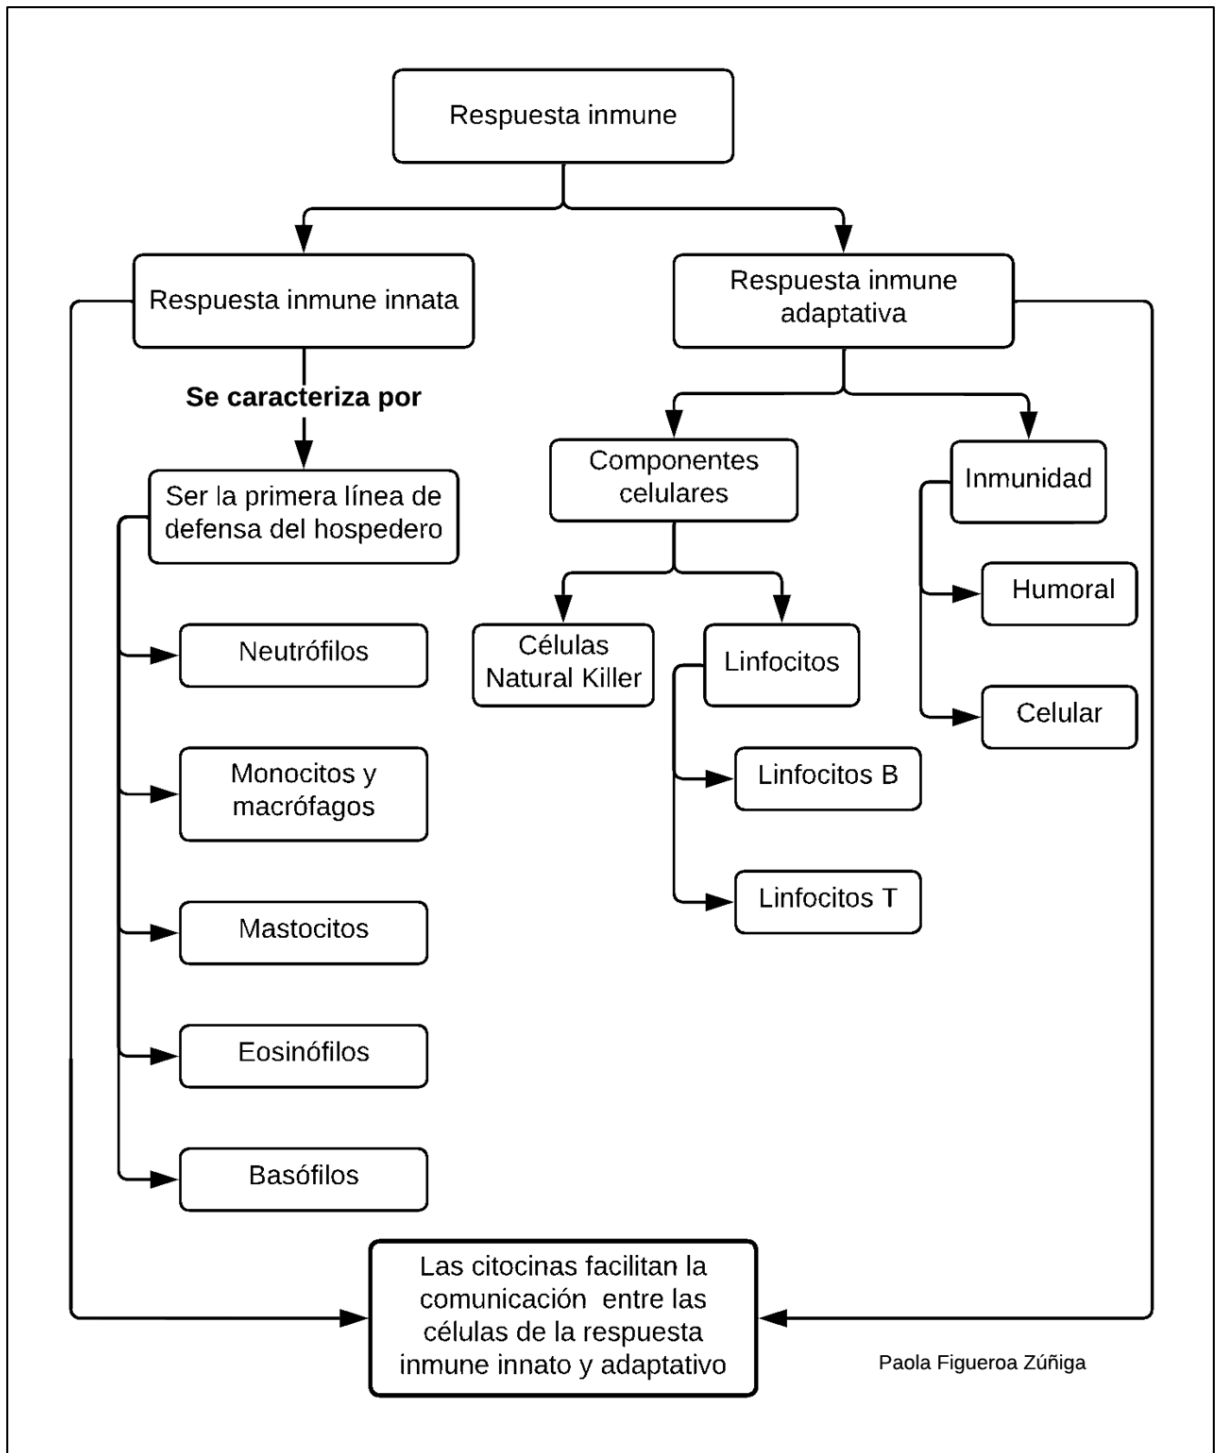 Respuesta inmune
Respuesta inmune innata
Respuesta inmune
adaptativa
Se caracteriza por
Ser la primera línea de
defensa del hospedero
Neutrófilos
Monocitos y
macrófagos
Mastocitos
Eosinófilos
Basófilos
Componentes
celulares
Células
Natural Killer
Linfocitos
Linfocitos B
Linfocitos T
Inmunidad
Humoral
Celular
Las citocinas facilitan la
comunicación  entre las
células de la respuesta
inmune innato y adaptativo
Paola Figueroa Zúñiga